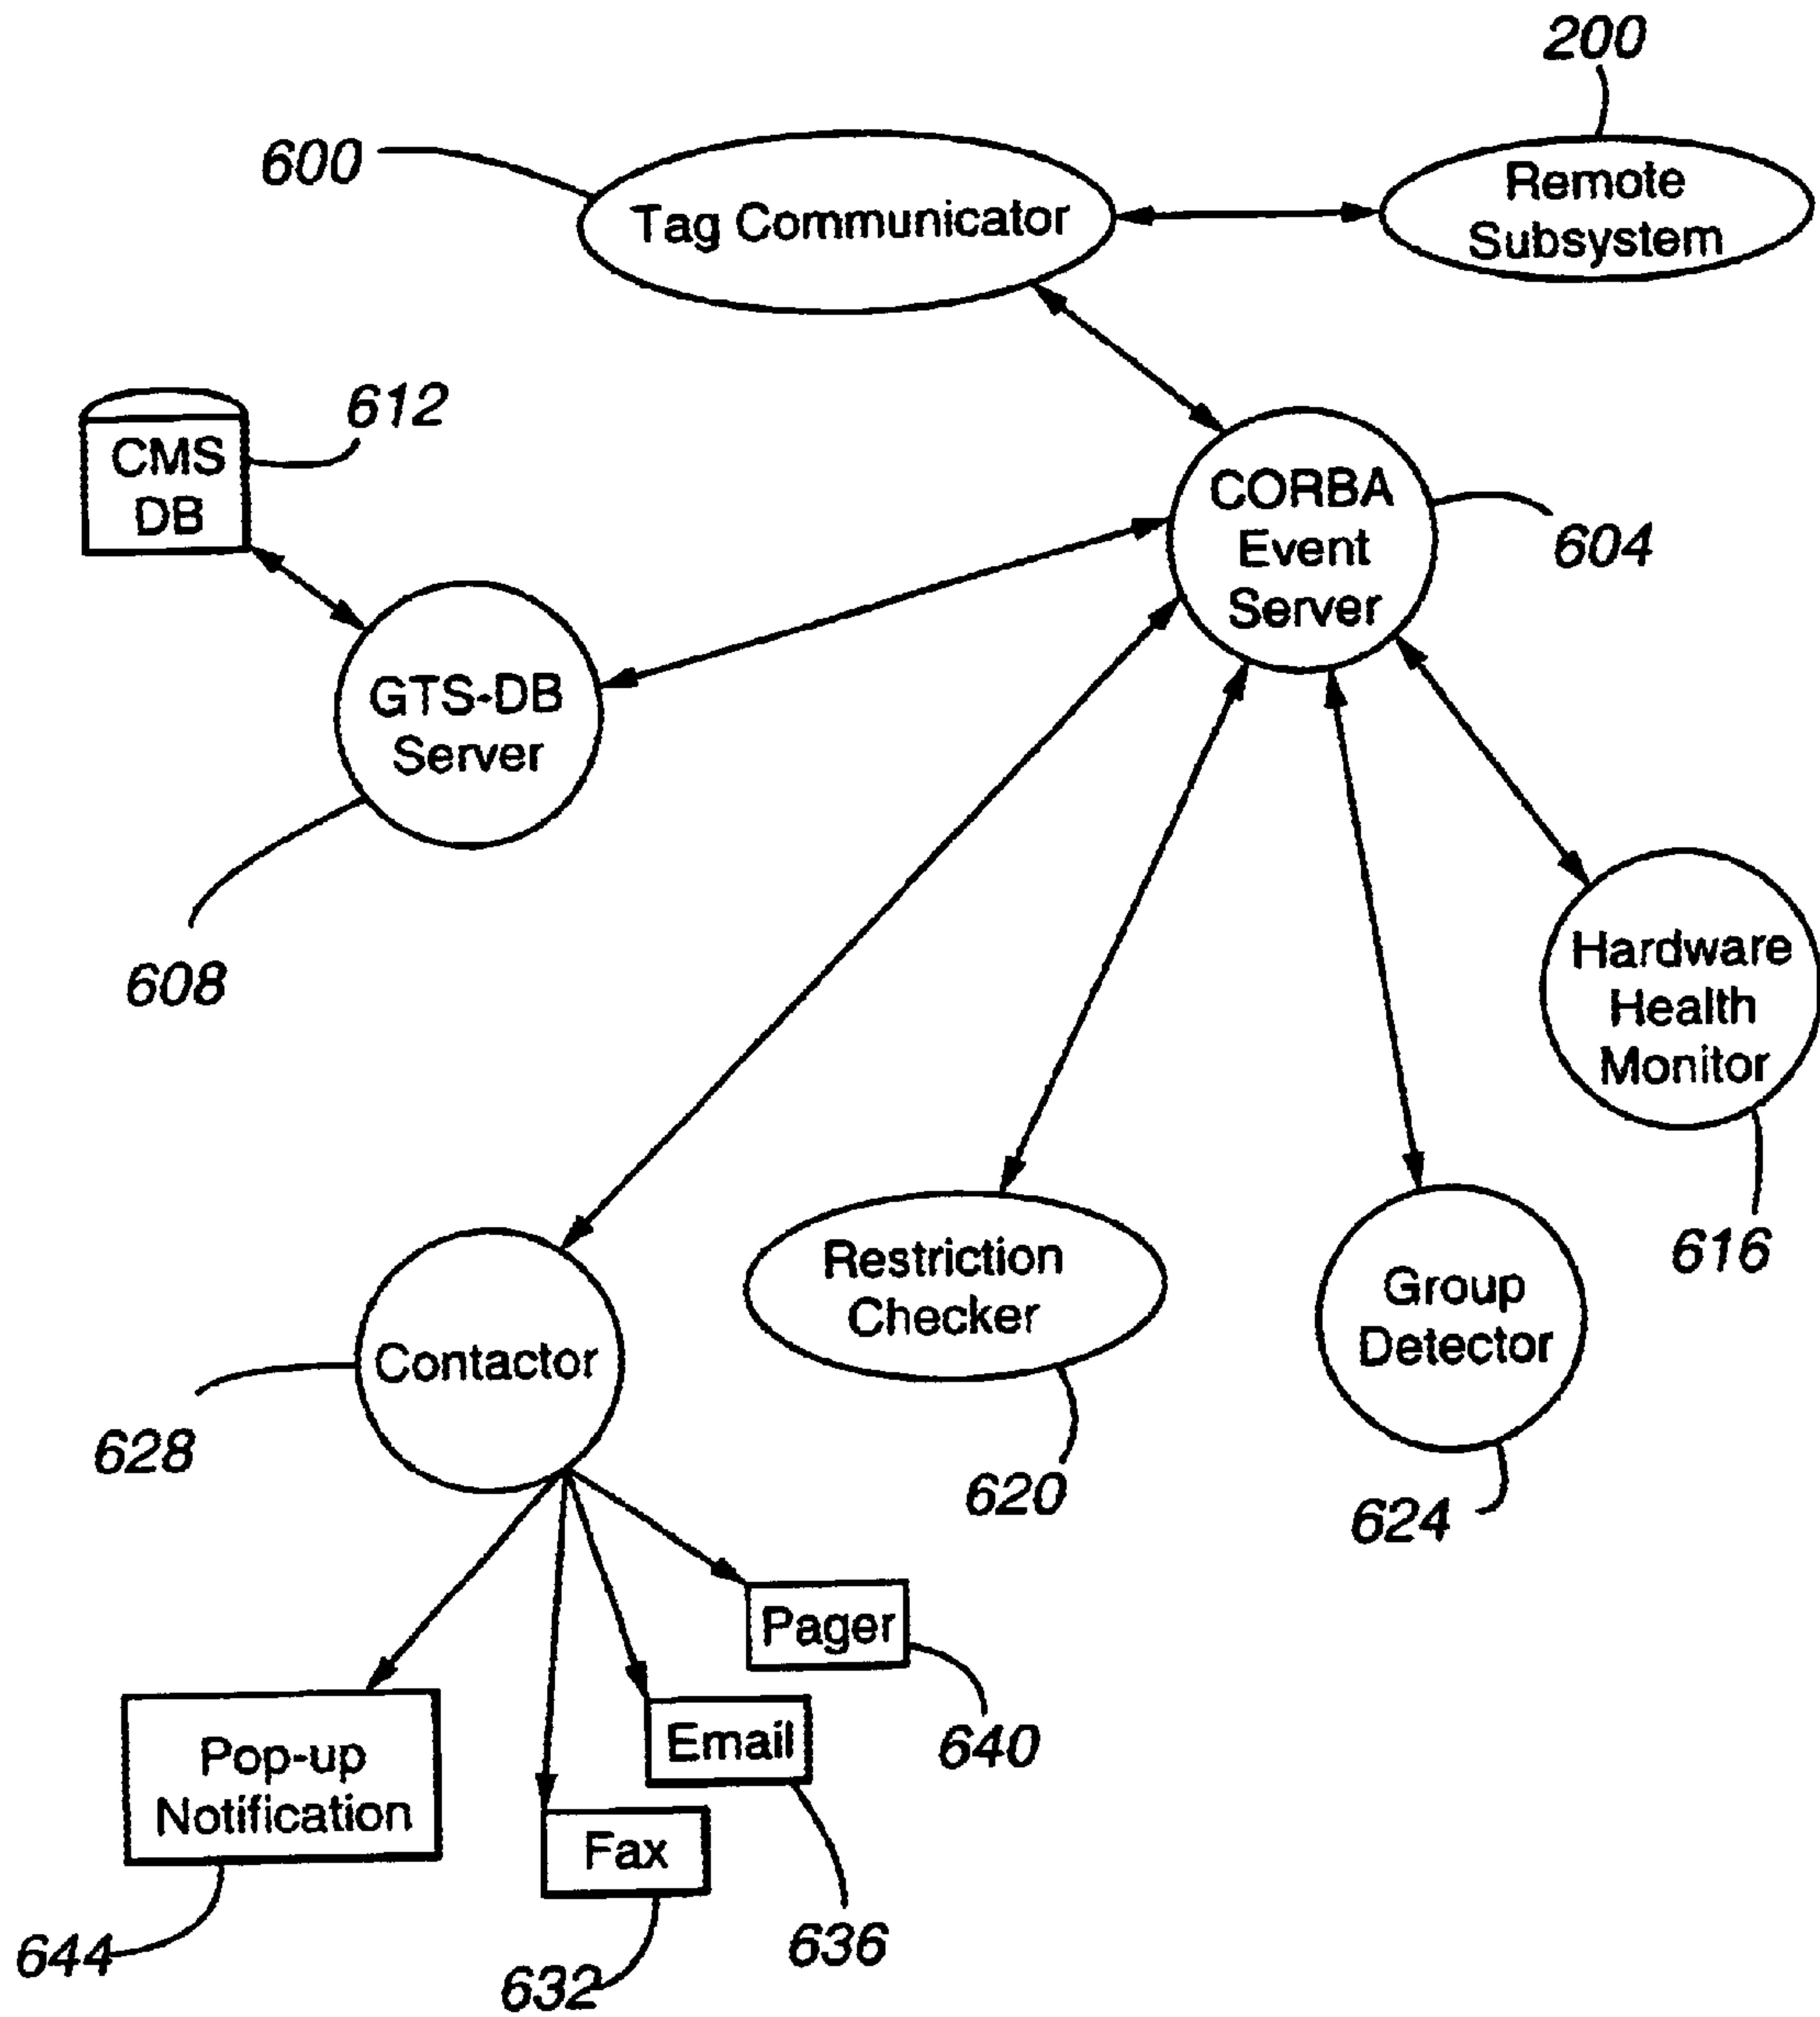 200
600
Tag Communicator
Remote
Subsystem
612
CMS
DB
CORBA
Event
Server
604
GTS-DB
Server
608
Hardware
Health
Monitor
616
Restriction
Checker
620
Group
Detector
624
Contactor
628
Pager
640
Email
636
Pop-up
Notification
644
Fax
632